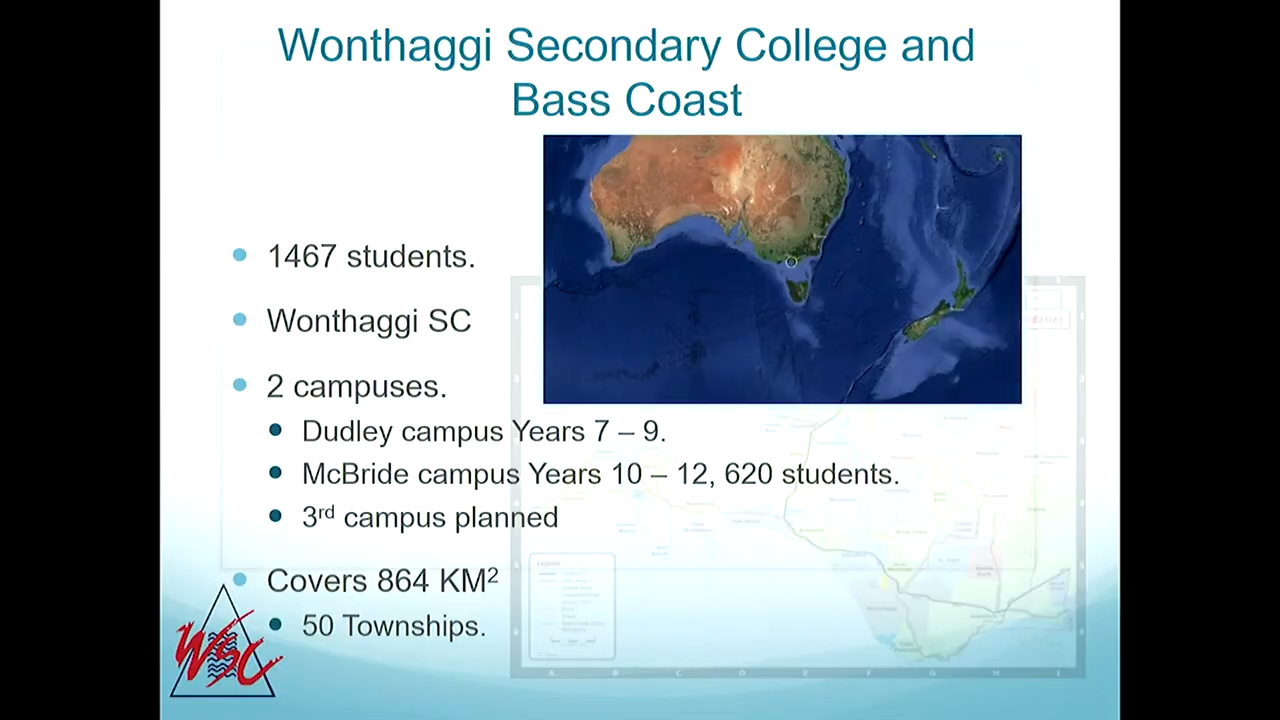 Wonthaggi Secondary College and
Bass Coast
1467 students.
Wonthaggi SC
2 campuses.
Dudley campus Years 7 – 9.
McBride campus Years 10 – 12, 620 students.
3rd campus planned
Covers 864 KM²
50 Townships.
WSC